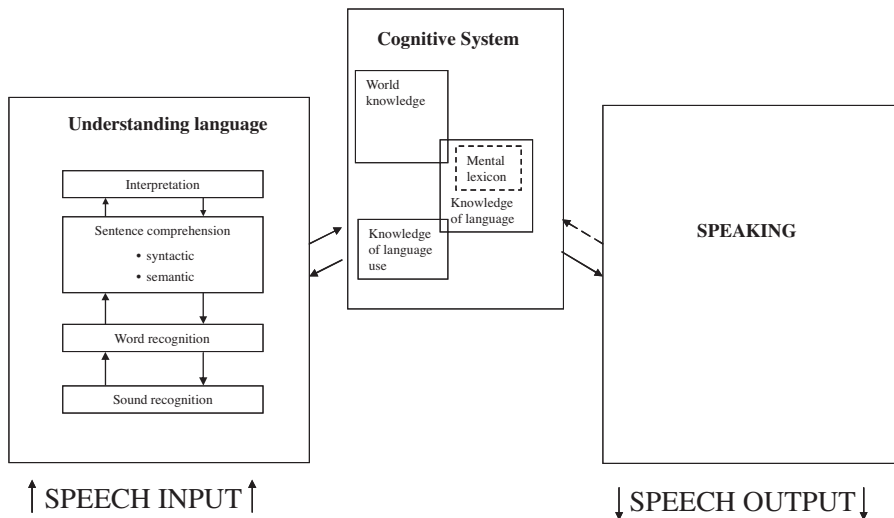 Cognitive System
World
knowledge
Mental
lexicon
Knowledge
of language
Knowledge
of language
use
Understanding language
Interpretation
Sentence comprehension
• syntactic
• semantic
Word recognition
Sound recognition
SPEAKING
↑ SPEECH INPUT ↑
↓ SPEECH OUTPUT ↓